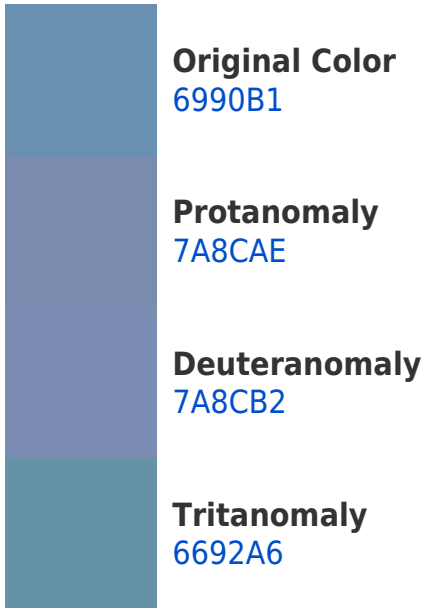 Original Color
6990B1
Protanomaly
7A8CAE
Deuteranomaly
7A8CB2
Tritanomaly
6692A6